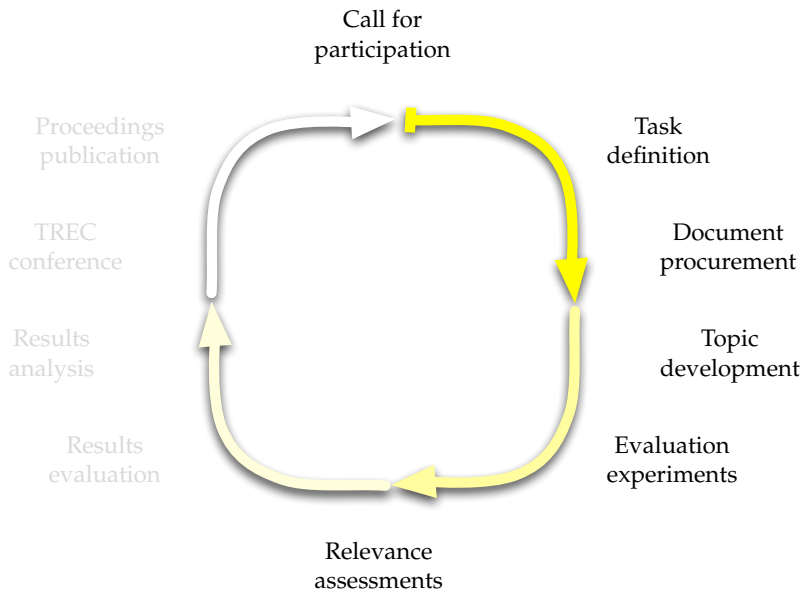 Call for
participation
Task
definition
Document
procurement
Topic
development
Evaluation
experiments
Relevance
assessments
Results
evaluation
Results
analysis
TREC
conference
Proceedings
publication